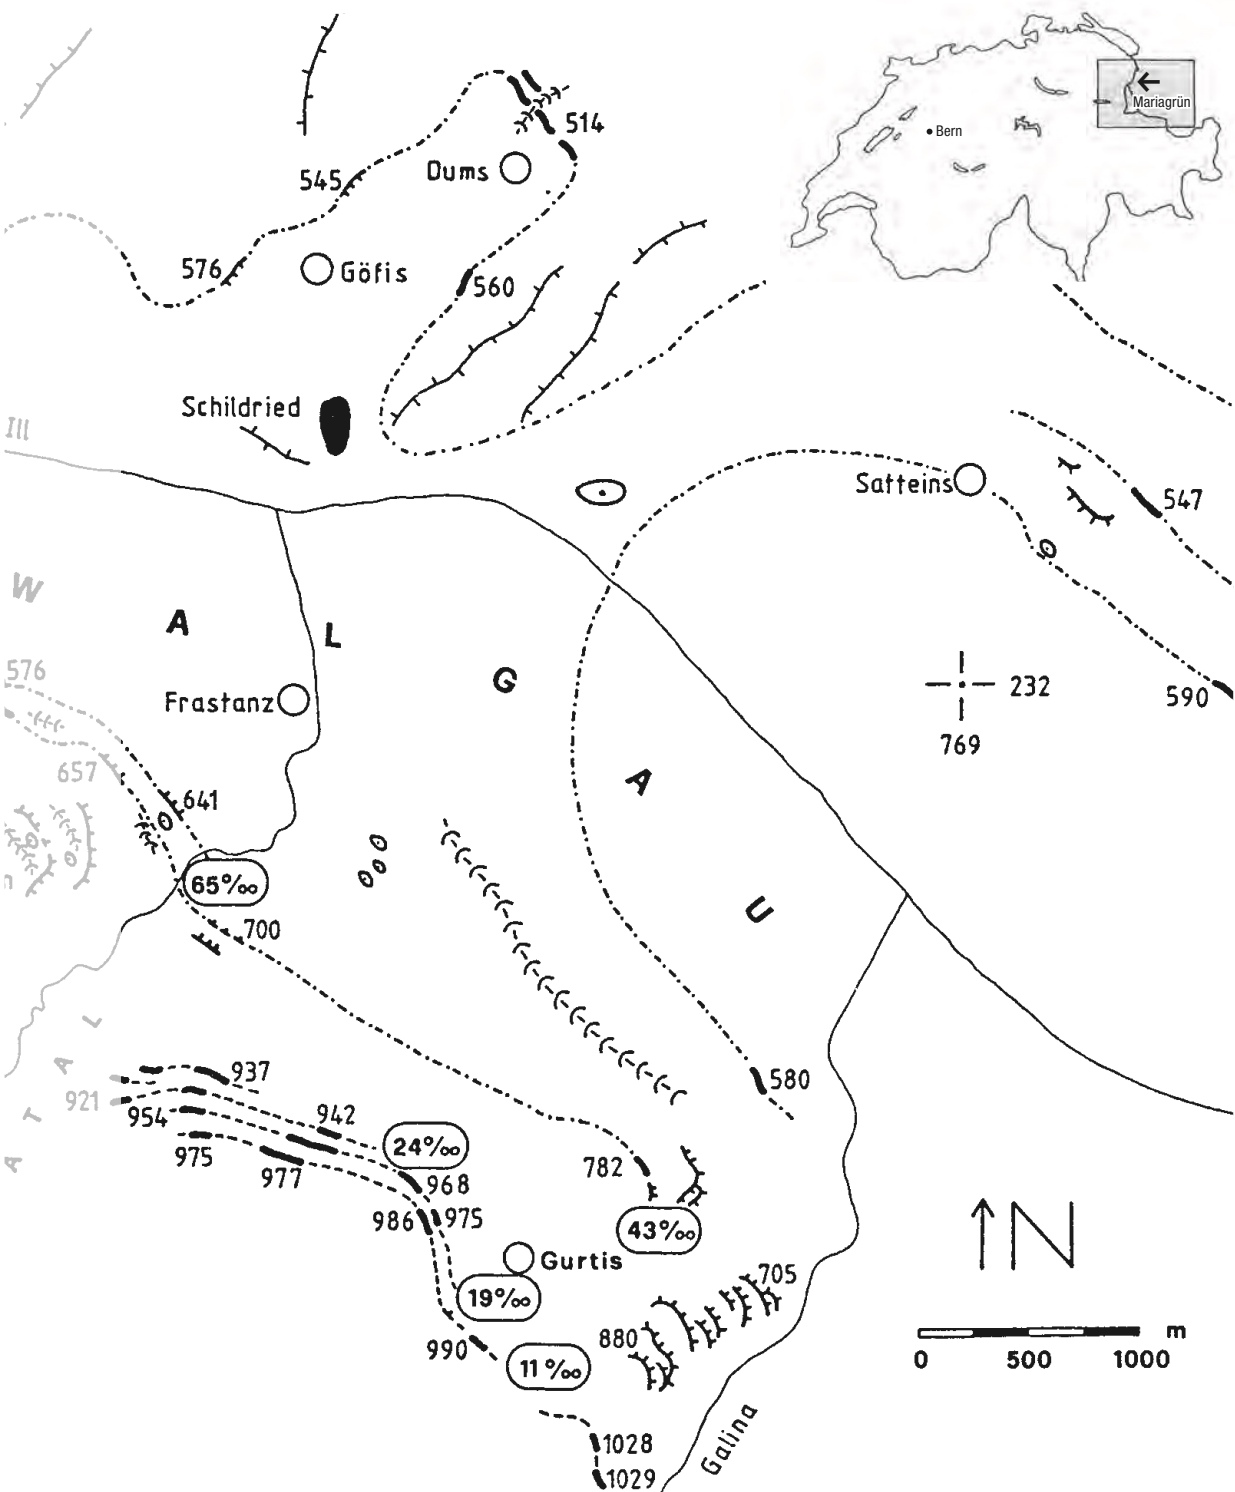 Mariagrün
Bern
514
Dums
545
576
Göfis
560
Schildried
Ill
Satteins
547
W
A
L
G
A
U
576
Frastanz
232
769
590
657
641
65‰
700
L
A
T
A
580
937
921
954
942
24‰
975
977
968
782
986
975
43‰
Gurtis
N
19‰
705
880
990
11‰
m
0 500 1000
Galina
1028
1029